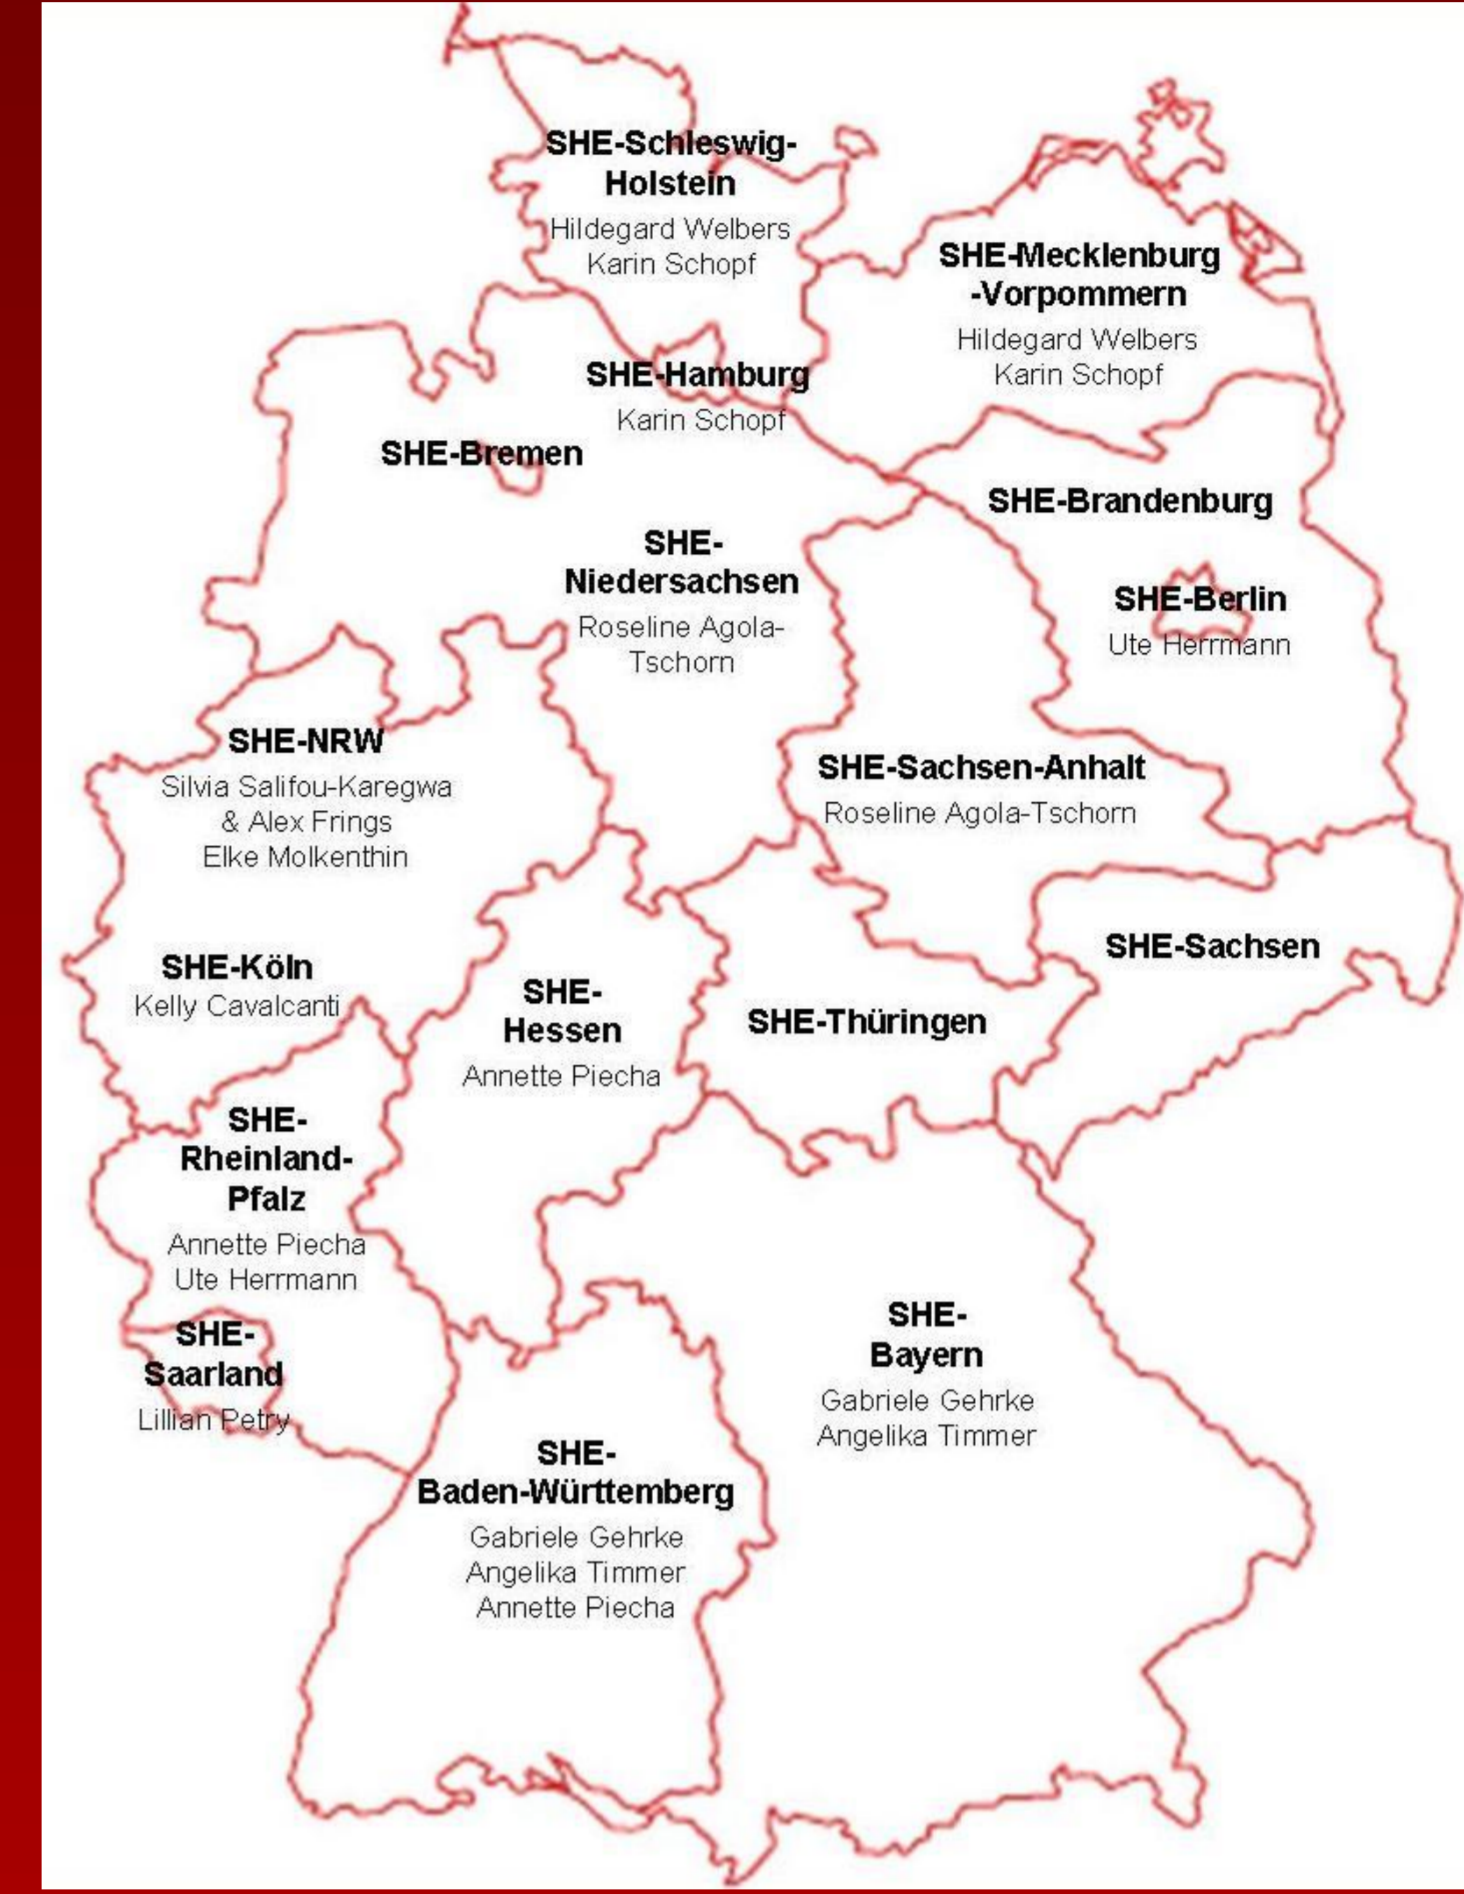 SHE-Schleswig-
Holstein
Hildegard Welbers
Karin Schopf
SHE-Mecklenburg
-Vorpommern
Hildegard Welbers
Karin Schopf
SHE-Hamburg
Karin Schopf
SHE-Bremen
SHE-Brandenburg
SHE-
Niedersachsen
Roseline Agola-
Tschorn
SHE-Berlin
Ute Herrmann
SHE-NRW
Silvia Salifou-Karegwa
& Alex Frings
Elke Molkenthin
SHE-Sachsen-Anhalt
Roseline Agola-Tschorn
SHE-Köln
Kelly Cavalcanti
SHE-
Hessen
Annette Piecha
SHE-Thüringen
SHE-Sachsen
SHE-
Rheinland-
Pfalz
Annette Piecha
Ute Herrmann
SHE-
Saarland
Lillian Petry
SHE-
Bayern
Gabriele Gehrke
Angelika Timmer
SHE-
Baden-Württemberg
Gabriele Gehrke
Angelika Timmer
Annette Piecha